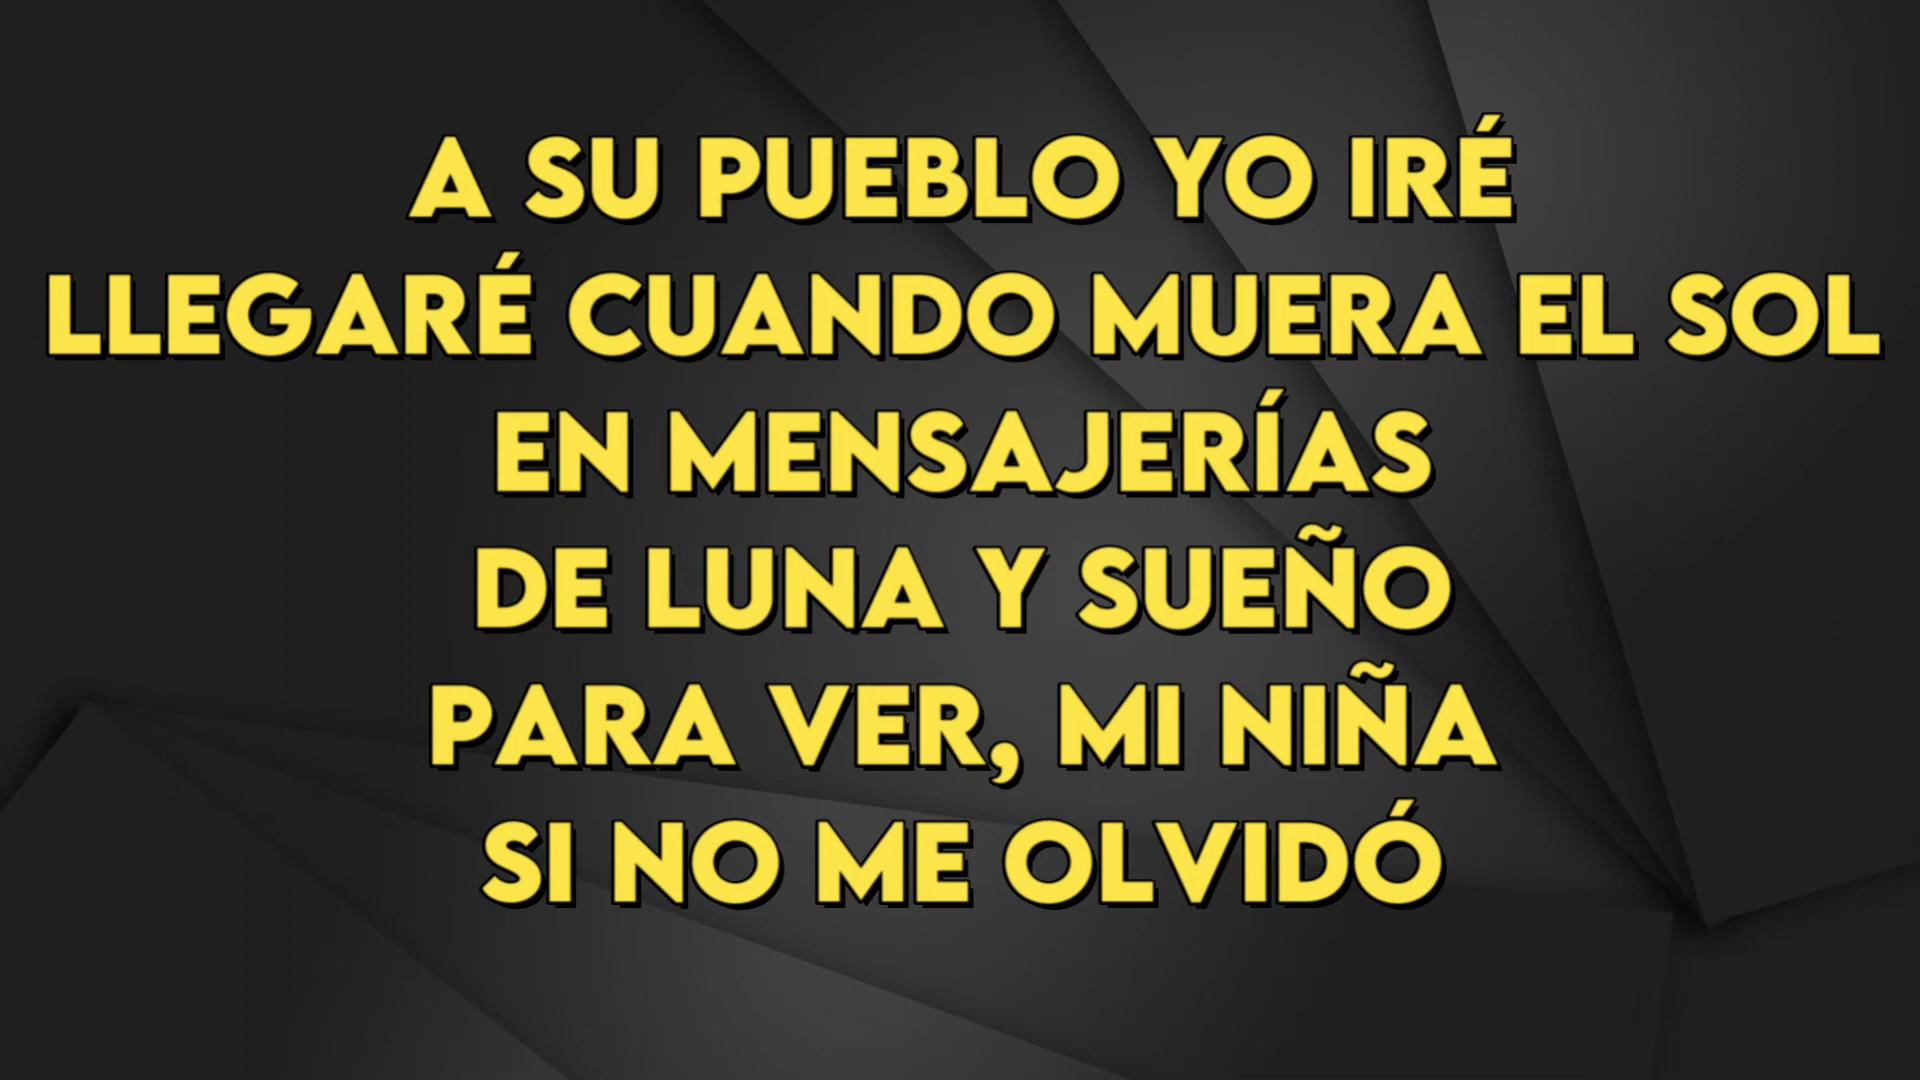 A SU PUEBLO YO IRÉ
LLEGARÉ CUANDO MUERA EL SOL
EN MENSAJERÍAS
DE LUNA Y SUEÑO
PARA VER, MI NIÑA
SI NO ME OLVIDÓ